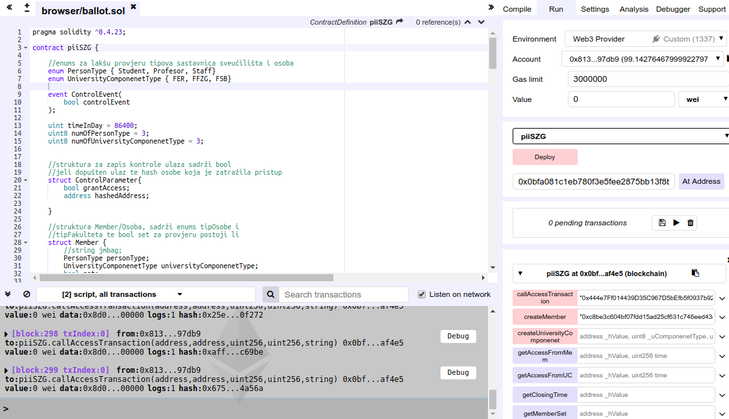 browser/ballot.sol
Compile Run Settings Analysis Debugger Support
ContractDefinition piiSZG 0 reference(s)
1 pragma solidity ^0.4.23;
2
3 contract piiSZG {
4
5 //enums za lakšu provjeru tipova sastavnica sveučilišta i osoba
6 enum PersonType { Student, Profesor, Staff}
7 enum UniversityComponenetType { FER, FFZG, FSB}
8
9 event ControlEvent(
10 bool controlEvent
11 );
12
13 uint timeInDay = 86400;
14 uint8 numOfPersonType = 3;
15 uint8 numOfUniversityComponenetType = 3;
16
17
18 //struktura za zapis kontrole ulaza sadrži bool
19 //jeli dopušten ulaz te hash osobe koja je zatražila pristup
20 struct ControlParameter{
21 bool grantAccess;
22 address hashedAddress;
23
24 }
25
26 //struktura Member/Osoba, sadrži enums tipOsobe i
27 //tipFakulteta te bool set za provjeru postoji li
28 struct Member {
29 //string jmbag;
30 PersonType personType;
31 UniversityComponenetType universityComponenetType;
32
Environment Web3 Provider Custom (1337)
Account 0x813...97db9 (99.14276467999922797
Gas limit 3000000
Value 0 wei
piiSZG
Deploy
0x0bfa081c1eb780f3e5fee2875bb13f8b At Address
0 pending transactions
piiSZG at 0x0bf...af4e5 (blockchain)
callAccessTransaction "0x444e7Ff014439D35C967D5bEfb5f0937b92
createMember "0xc8be3c604bf07fdd15ad25cf631c746eed43
createUniversityComponenet address _hValue, uint8 _uComponenetType, u
getAccessFromMem address _hValue, uint256 time
getAccessFromUC address _hValue, uint256 time
getClosingTime address _hValue
getMemberSet address _hValue
[2] script, all transactions Search transactions Listen on network
to:piiSZG.callAccessTransaction(address,address,uint256,uint256,string) 0x0bf...af4e5
value:0 wei data:0x8d0...00000 logs:1 hash:0x25e...0f272
[block:298 txIndex:0] from:0x813...97db9 Debug
to:piiSZG.callAccessTransaction(address,address,uint256,uint256,string) 0x0bf...af4e5
value:0 wei data:0x8d0...00000 logs:1 hash:0xaff...c69be
[block:299 txIndex:0] from:0x813...97db9 Debug
to:piiSZG.callAccessTransaction(address,address,uint256,uint256,string) 0x0bf...af4e5
value:0 wei data:0x8d0...00000 logs:1 hash:0x675...4a56a
>